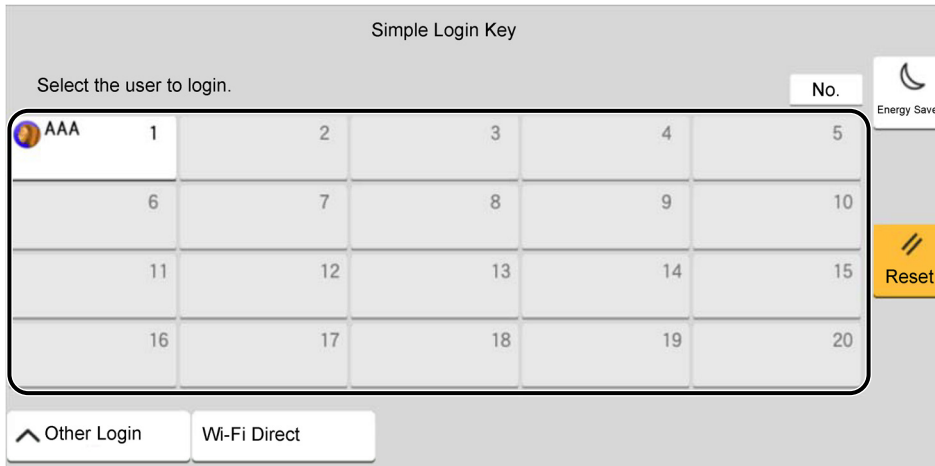 Simple Login Key
Select the user to login.
No.
Energy Save
AAA 1 2 3 4 5
6 7 8 9 10
11 12 13 14 15
Reset
16 17 18 19 20
Other Login Wi-Fi Direct